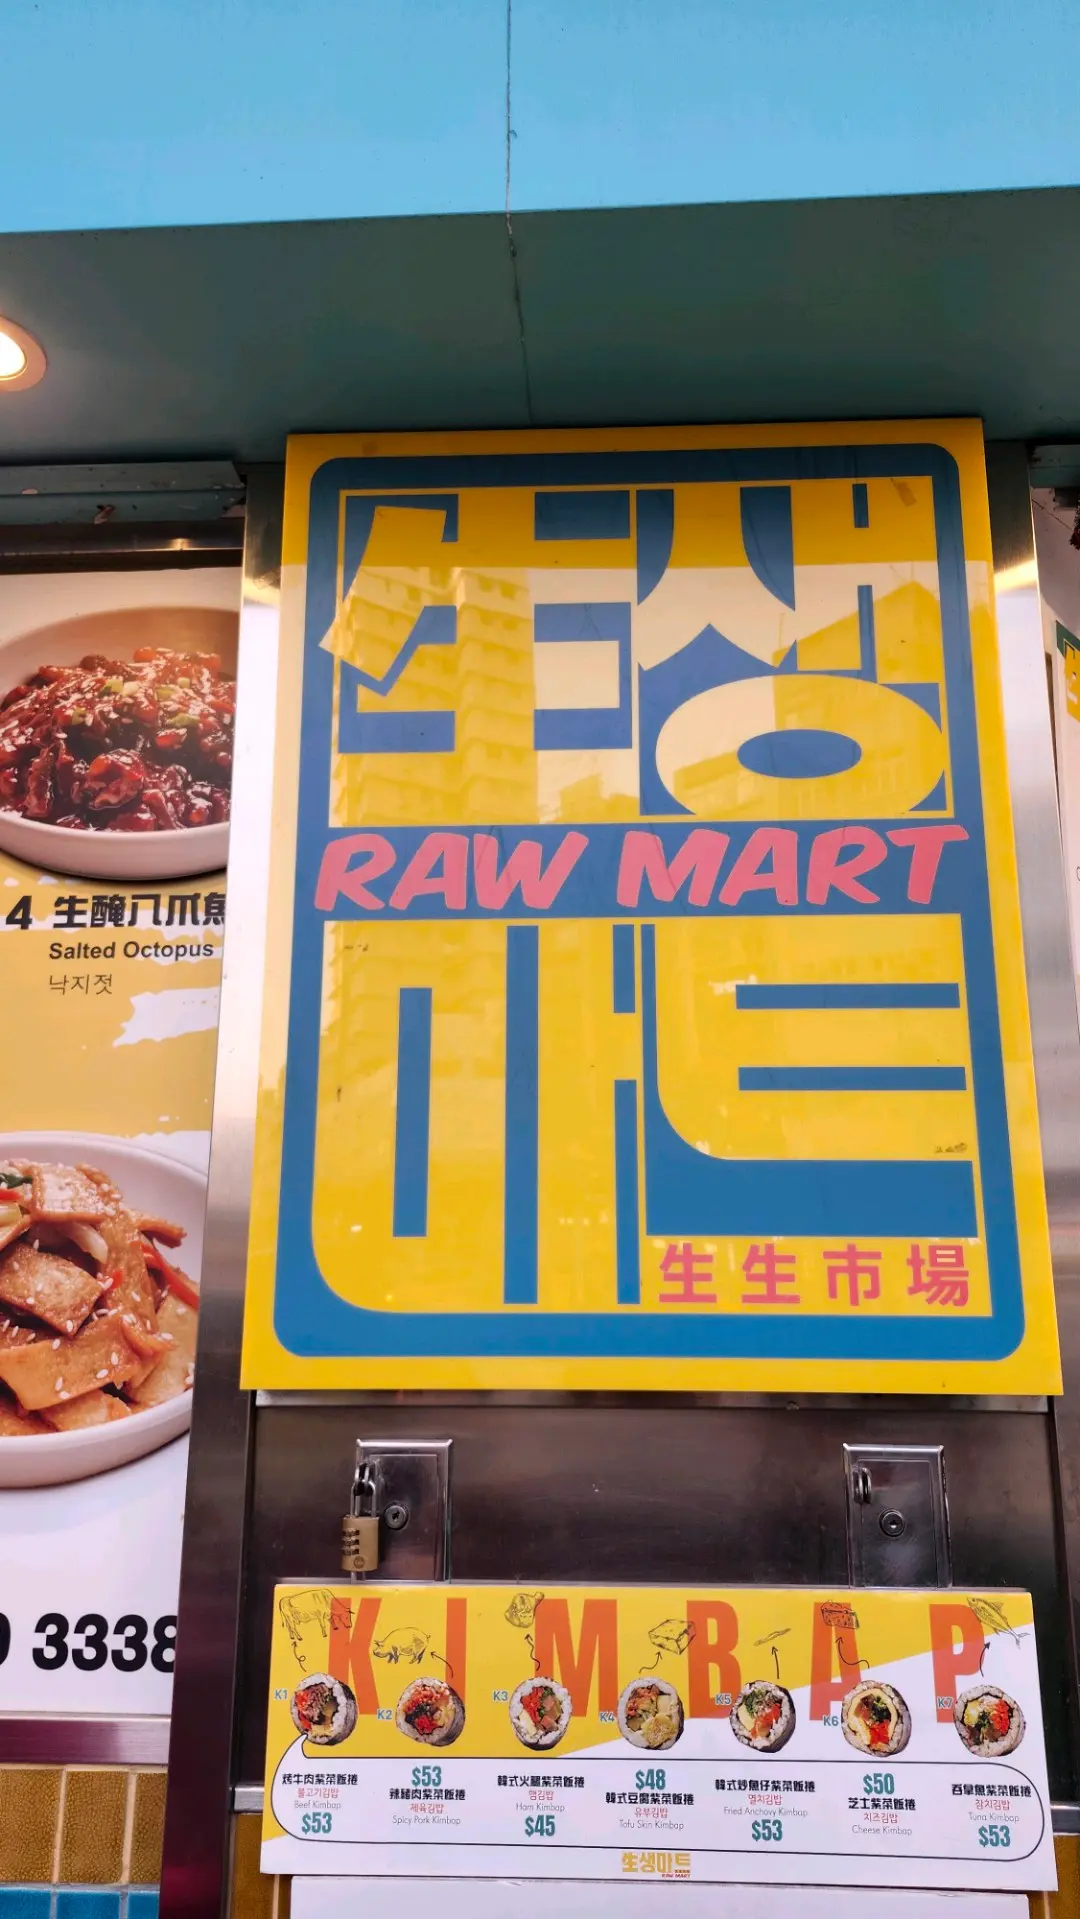 生생
RAW MART
마트
生生市場
4 生醃八爪魚
Salted Octopus
낙지젓
3338
KIMBAP
K1
K2
K3
K4
K5
K6
K7
烤牛肉紫菜飯捲
불고기김밥
Beef Kimbap
$53
$53
辣豬肉紫菜飯捲
제육김밥
Spicy Pork Kimbap
韓式火腿紫菜飯捲
햄김밥
Ham Kimbap
$45
$48
韓式豆腐紫菜飯捲
유부김밥
Tofu Skin Kimbap
韓式炒魚仔紫菜飯捲
멸치김밥
Fried Anchovy Kimbap
$53
$50
芝士紫菜飯捲
치즈김밥
Cheese Kimbap
吞拿魚紫菜飯捲
참치김밥
Tuna Kimbap
$53
生생마트
RAW MART